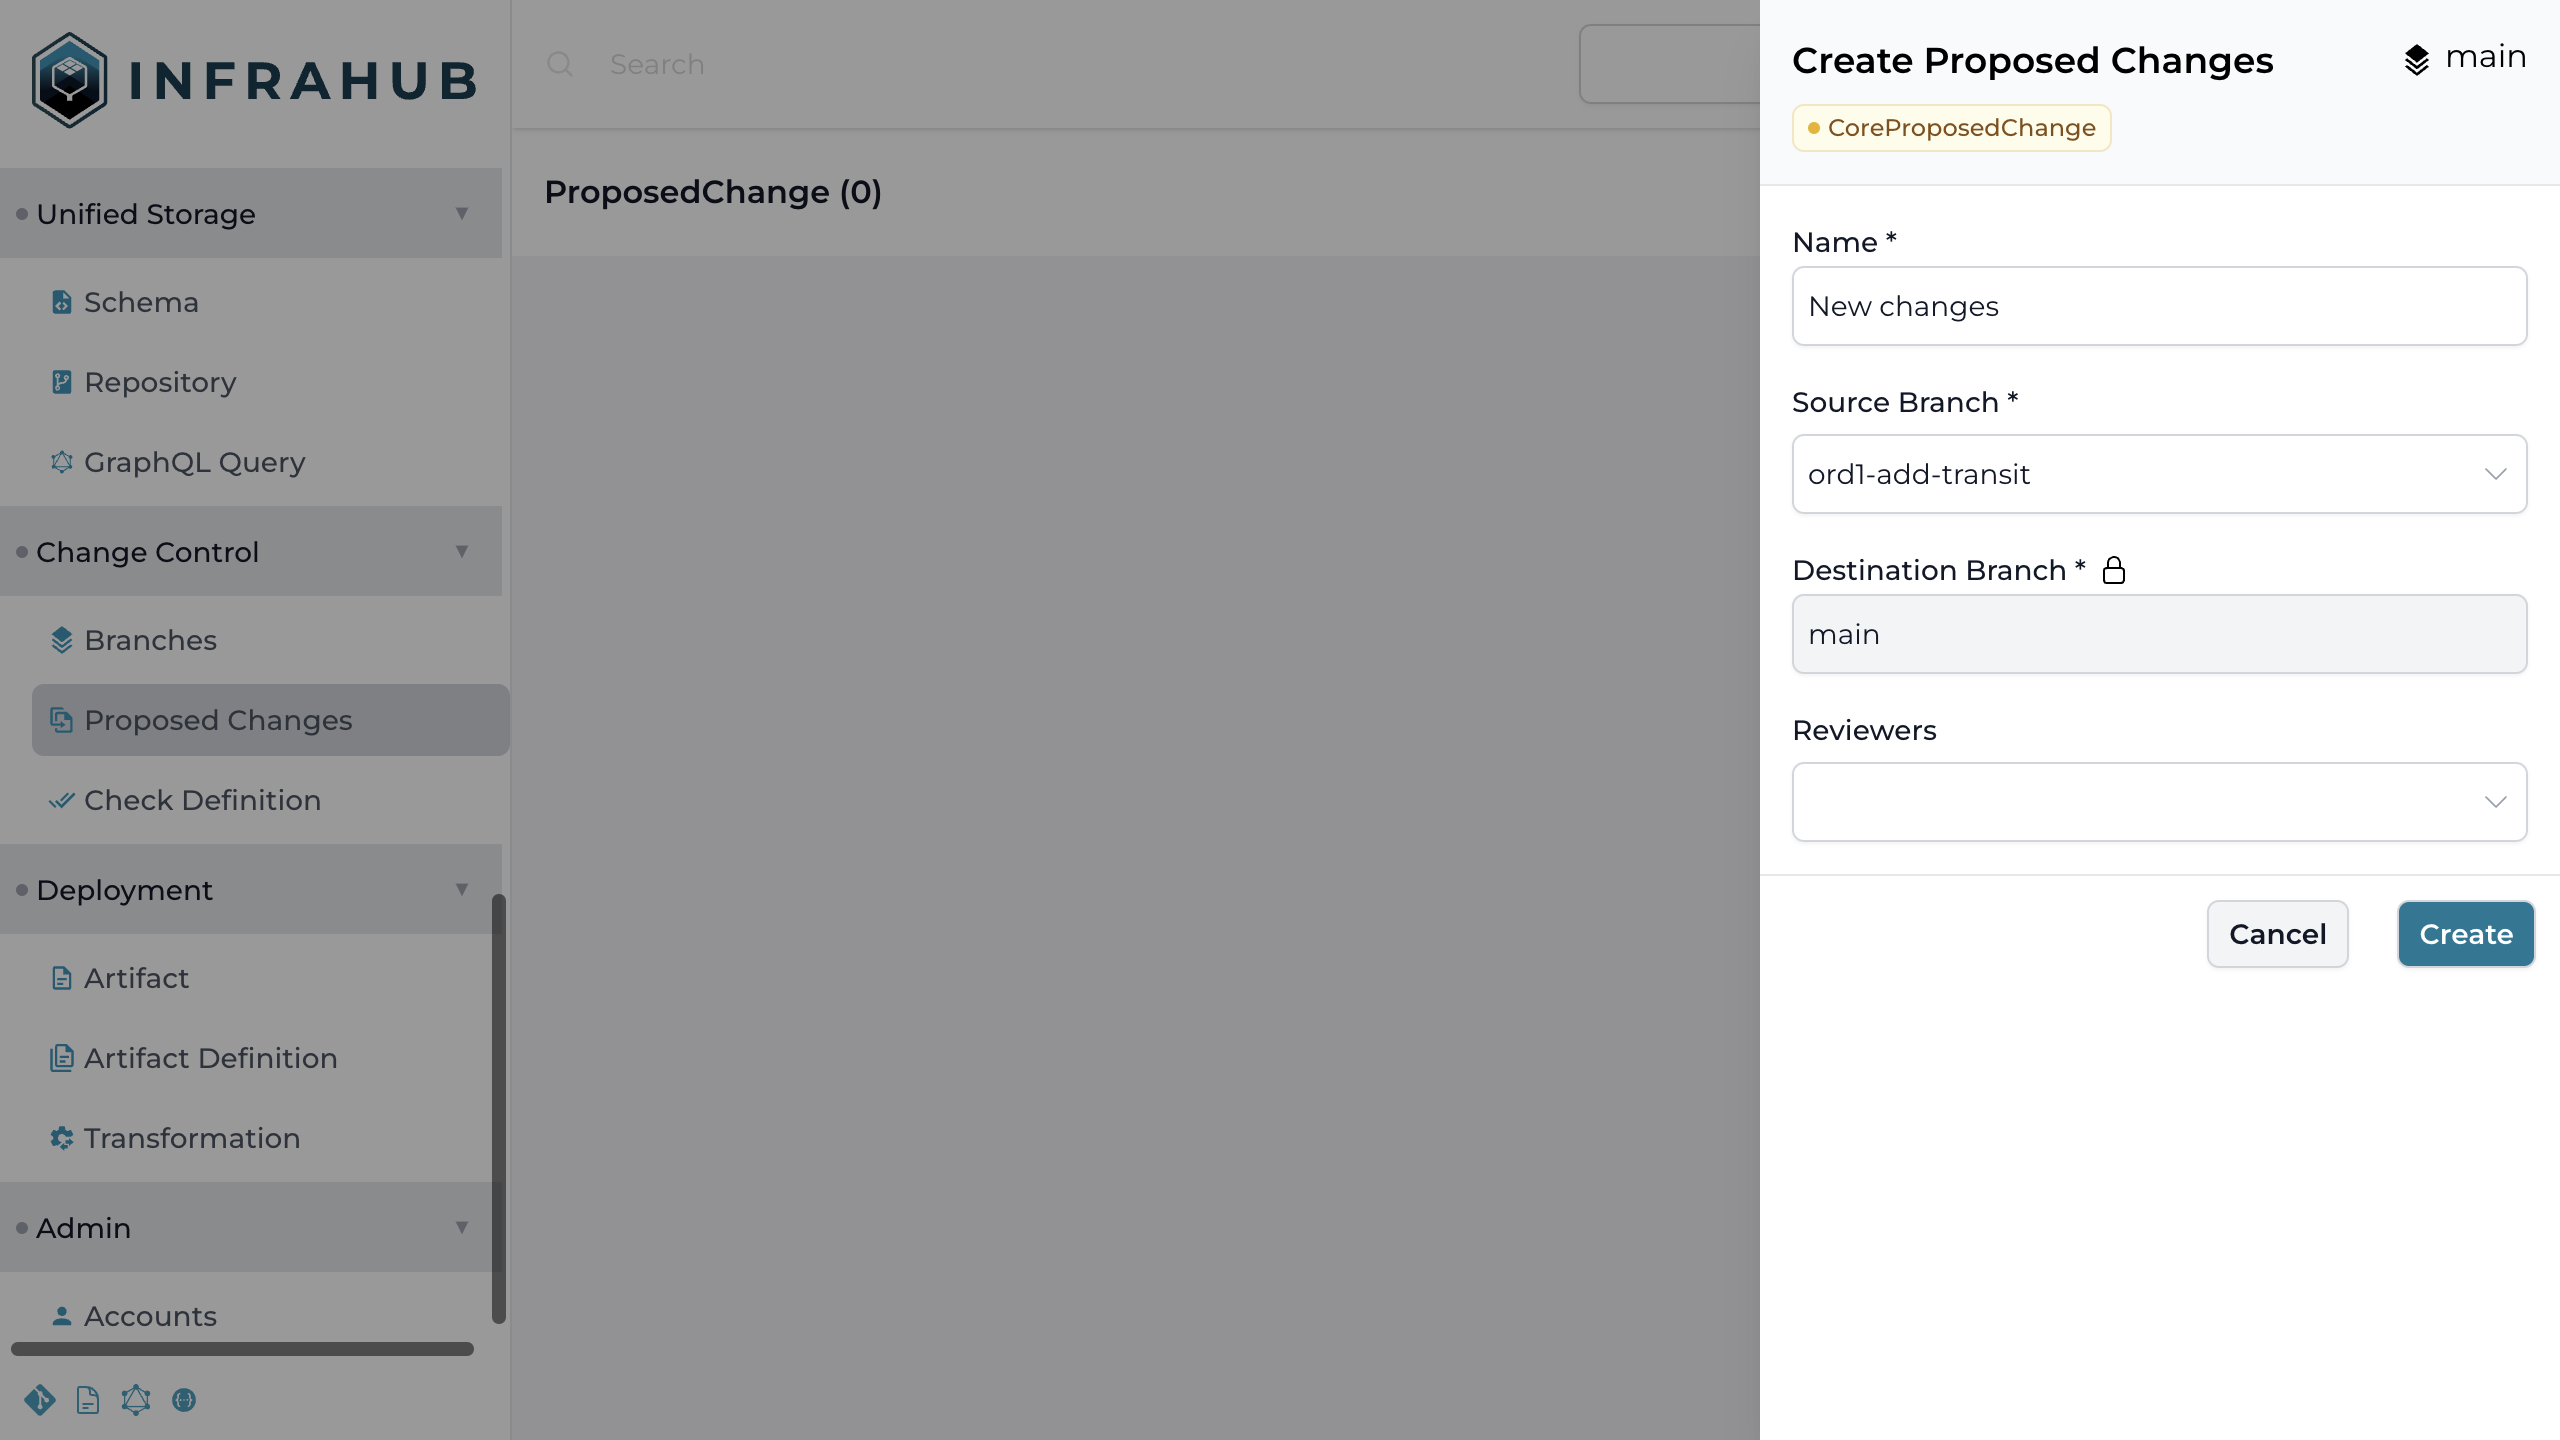 INFRAHUB
Unified Storage
Schema
Repository
GraphQL Query
Change Control
Branches
Proposed Changes
Check Definition
Deployment
Artifact
Artifact Definition
Transformation
Admin
Accounts
Search
ProposedChange (0)
Create Proposed Changes
main
CoreProposedChange
Name *
New changes
Source Branch *
ord1-add-transit
Destination Branch *
main
Reviewers
Cancel
Create